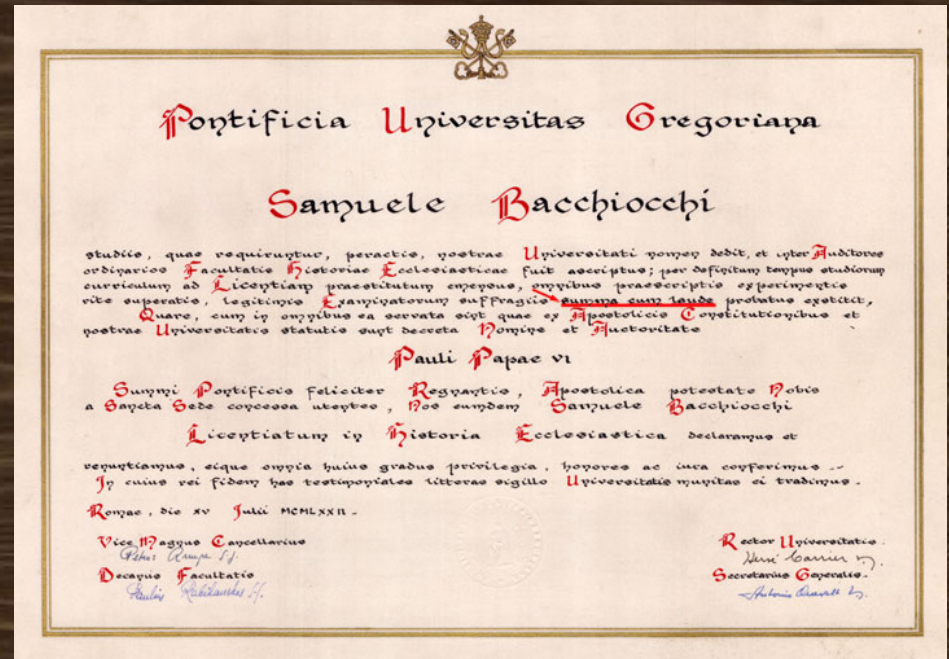 Pontificia Universitas Gregoriana
Samuele Bacchiocchi
studiis, quae requiruntur, peractis, nostrae Universitati nomen dedit, et inter Auditores
ordinarios Facultatis Historiae Ecclesiasticae fuit ascriptus; per definitum tempus studiorum
curriculum ad Licentiam praestitutum emensus, omnibus praescriptis experimentis
rite superatis, legitimis Examinatorum suffragiis summa cum laude probatus exstitit,
Quare, cum in omnibus ea servata sint quae ex Apostolicis Constitutionibus et
nostrae Universitatis statutis sunt decreta Nomine et Auctoritate
Pauli Papae VI
Summi Pontificis feliciter Regnantis, Apostolica potestate Nobis
a Sancta Sede concessa utentes, Nos eumdem Samuele Bacchiocchi
Licentiatum in Historia Ecclesiastica declaramus et
renuntiamus, eique omnia huius gradus privilegia, honores ac iura conferimus --
In cuius rei fidem has testimoniales litteras sigillo Universitatis munitas ei tradimus.
Romae, die XV Julii MCMLXXII.
Vice Magnus Cancellarius
Decanus Facultatis
Rector Universitatis.
Hervé Carrier
Secretarius Generalis.